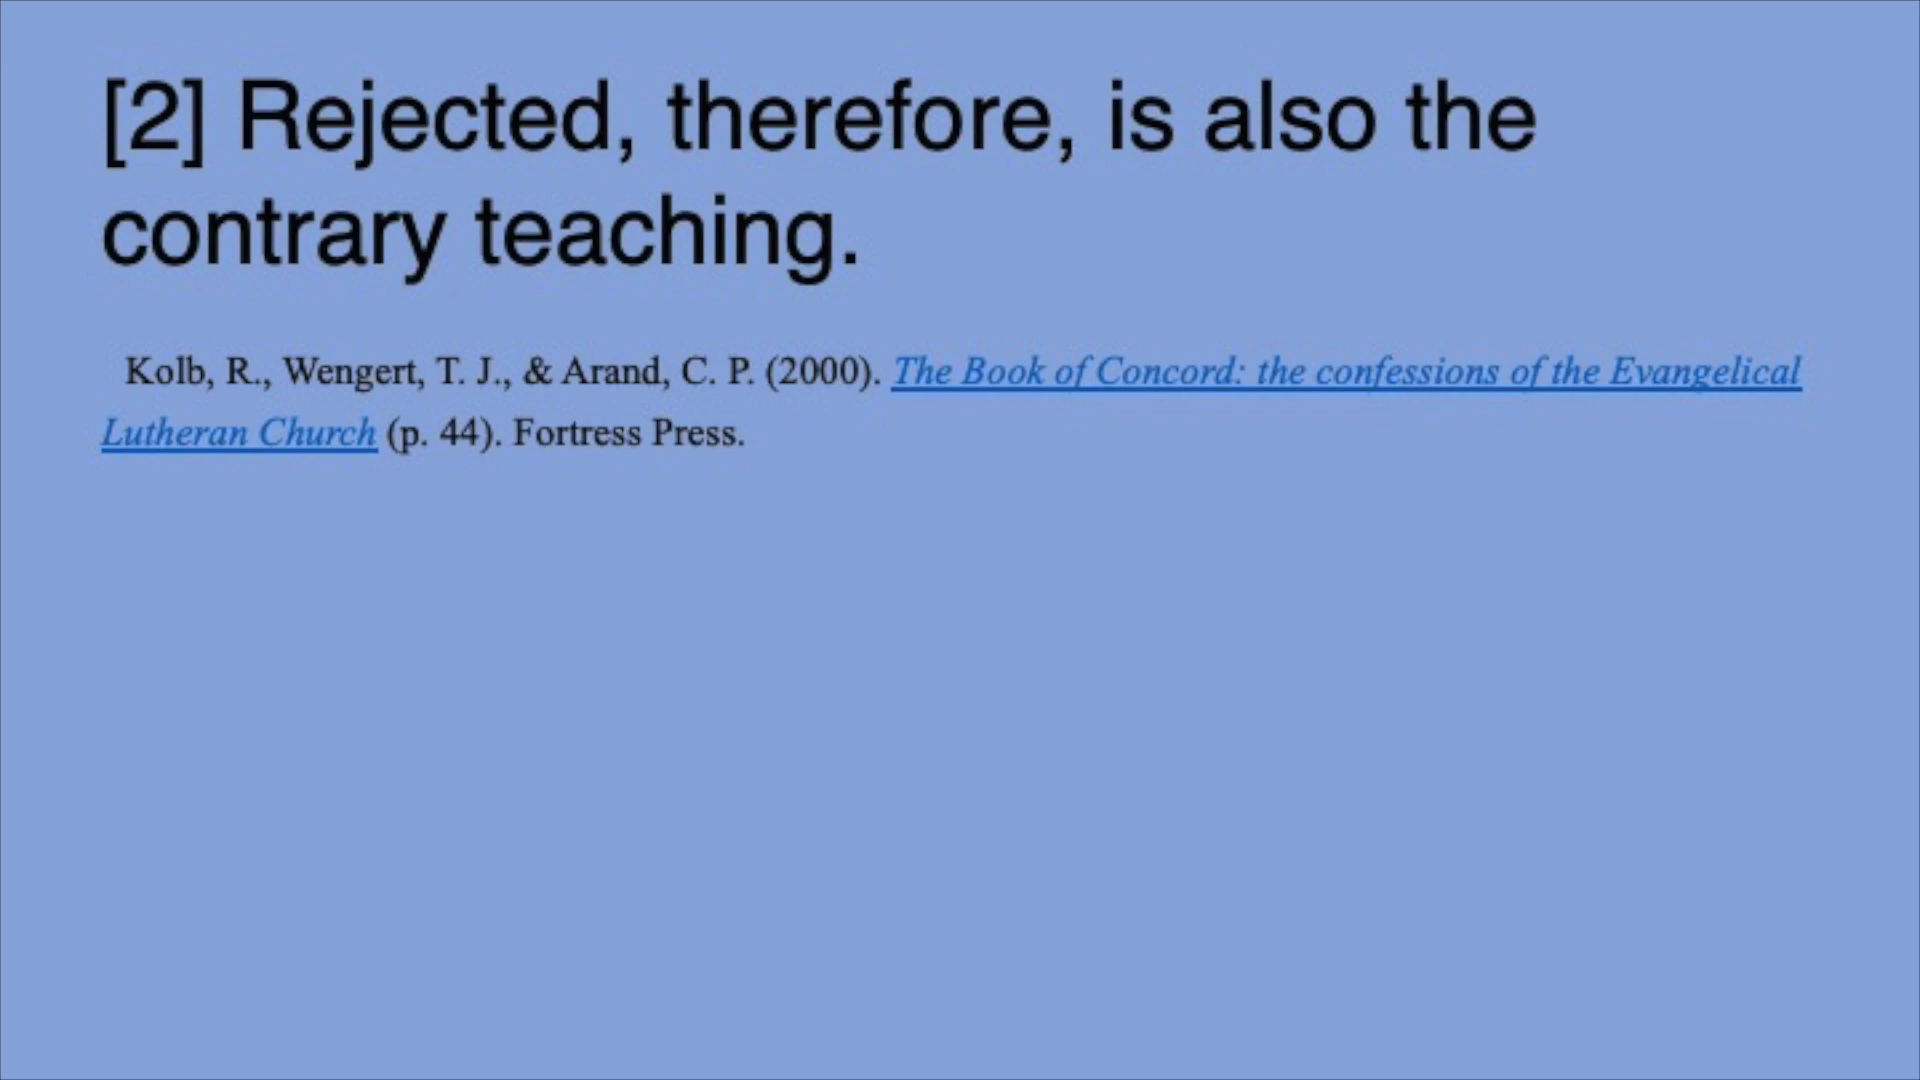 [2] Rejected, therefore, is also the
contrary teaching.
Kolb, R., Wengert, T. J., & Arand, C. P. (2000). The Book of Concord: the confessions of the Evangelical
Lutheran Church (p. 44). Fortress Press.